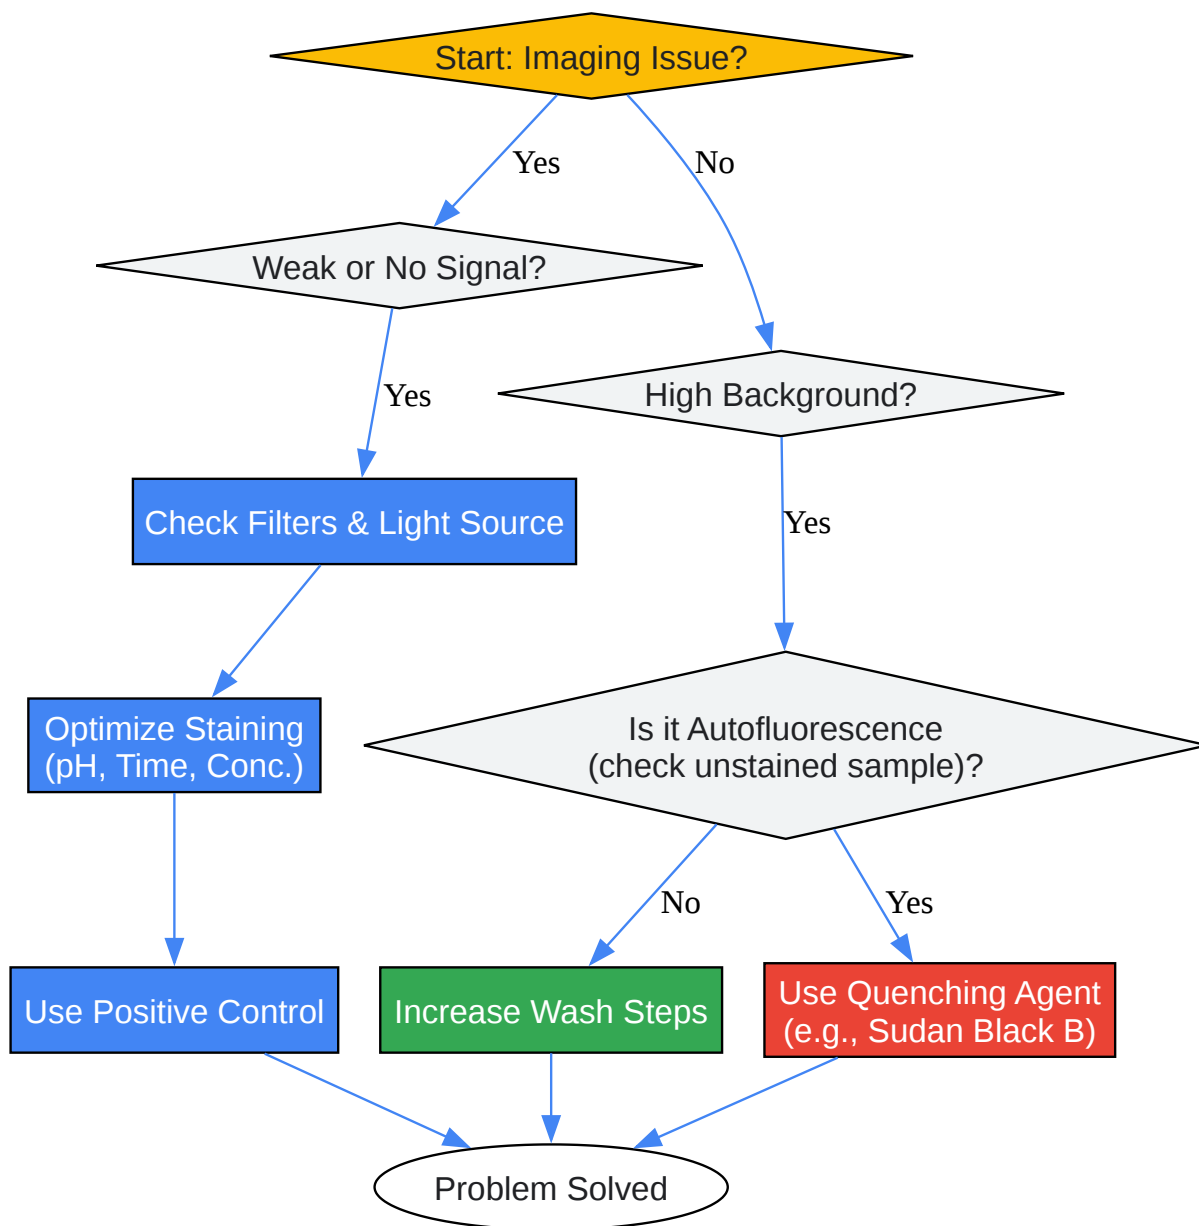 Start: Imaging Issue?
Yes
No
Weak or No Signal?
High Background?
Yes
Check Filters & Light Source
Yes
Optimize Staining
(pH, Time, Conc.)
Is it Autofluorescence
(check unstained sample)?
No
Yes
Use Positive Control
Increase Wash Steps
Use Quenching Agent
(e.g., Sudan Black B)
Problem Solved